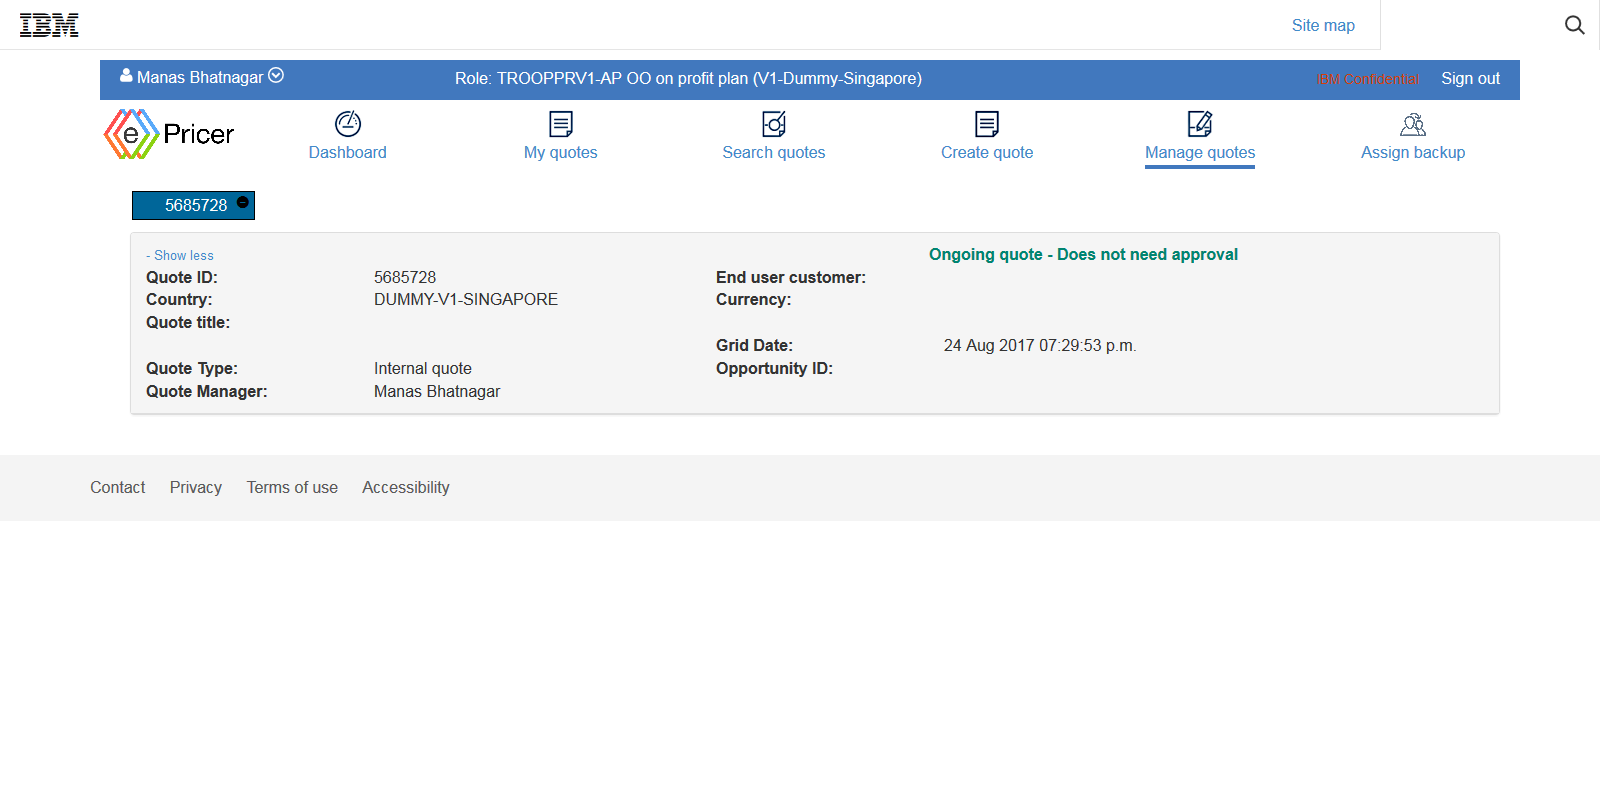 IBM
Site map
Manas Bhatnagar
Role: TROOPPRV1-AP OO on profit plan (V1-Dummy-Singapore)
IBM Confidential
Sign out
e Pricer
Dashboard
My quotes
Search quotes
Create quote
Manage quotes
Assign backup
5685728
- Show less
Ongoing quote - Does not need approval
Quote ID: 5685728 End user customer:
Country: DUMMY-V1-SINGAPORE Currency:
Quote title:
Grid Date: 24 Aug 2017 07:29:53 p.m.
Quote Type: Internal quote Opportunity ID:
Quote Manager: Manas Bhatnagar
Contact Privacy Terms of use Accessibility